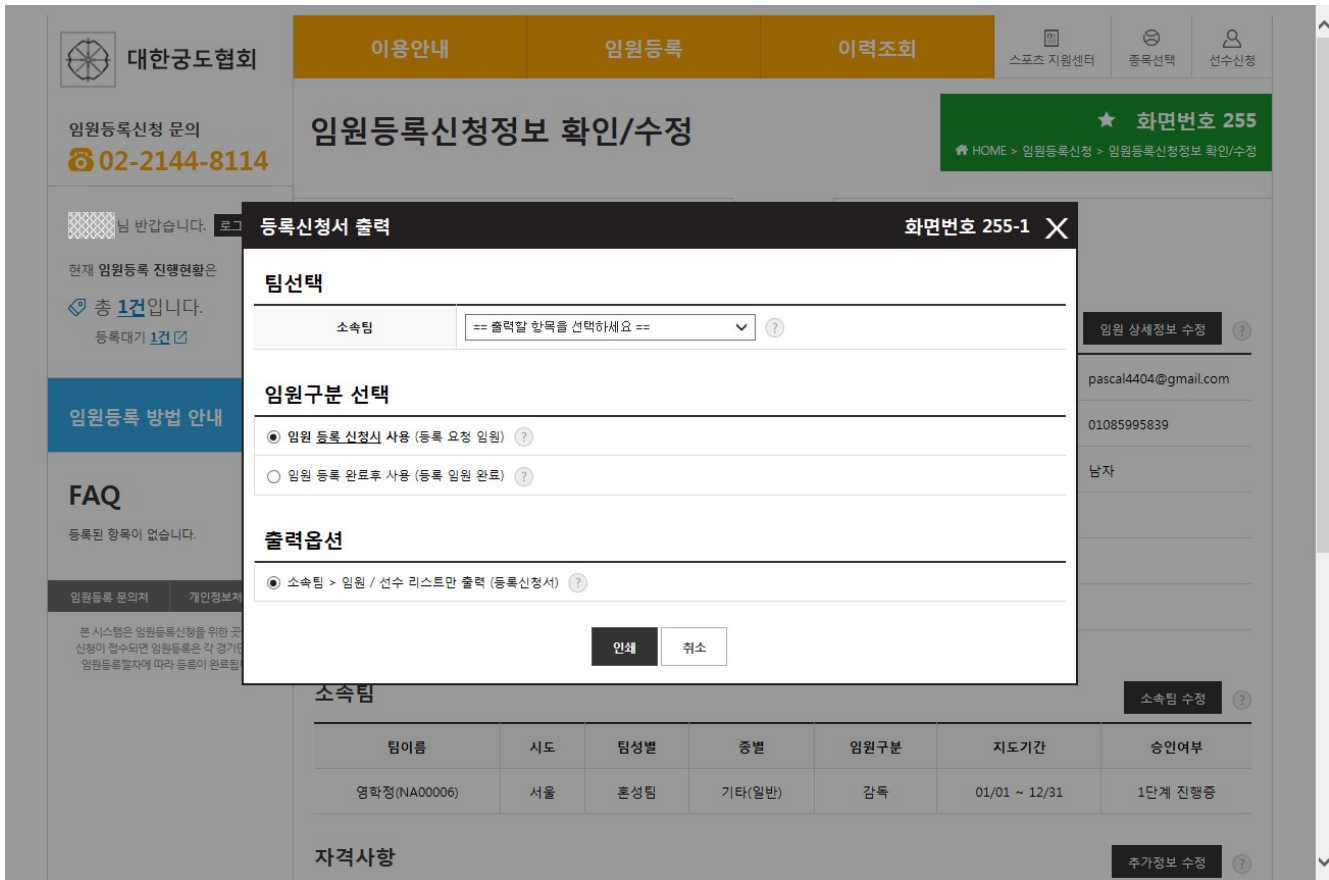 대한궁도협회
이용안내
임원등록
이력조회
스포츠 지원센터
종목선택
선수신청
임원등록신청 문의
02-2144-8114
임원등록신청정보 확인/수정
★ 화면번호 255
HOME > 임원등록신청 > 임원등록신청정보 확인/수정
님 반갑습니다.
로그
현재 임원등록 진행현황은
총 1건입니다.
등록대기 1건
임원등록 방법 안내
FAQ
등록된 항목이 없습니다.
임원등록 문의처
개인정보처
본 시스템은 임원등록신청을 위한 곳
신청이 접수되면 임원등록은 각 경기단
임원등록절차에 따라 등록이 완료됩
등록신청서 출력
화면번호 255-1
팀선택
소속팀
== 출력할 항목을 선택하세요 ==
?
임원구분 선택
임원 등록 신청시 사용 (등록 요청 임원) ?
임원 등록 완료후 사용 (등록 임원 완료) ?
출력옵션
소속팀 > 임원 / 선수 리스트만 출력 (등록신청서) ?
인쇄
취소
임원 상세정보 수정 ?
pascal4404@gmail.com
01085995839
남자
소속팀
소속팀 수정 ?
팀이름 시도 팀성별 종별 임원구분 지도기간 승인여부
영학정(NA00006) 서울 혼성팀 기타(일반) 감독 01/01 ~ 12/31 1단계 진행중
자격사항
추가정보 수정 ?